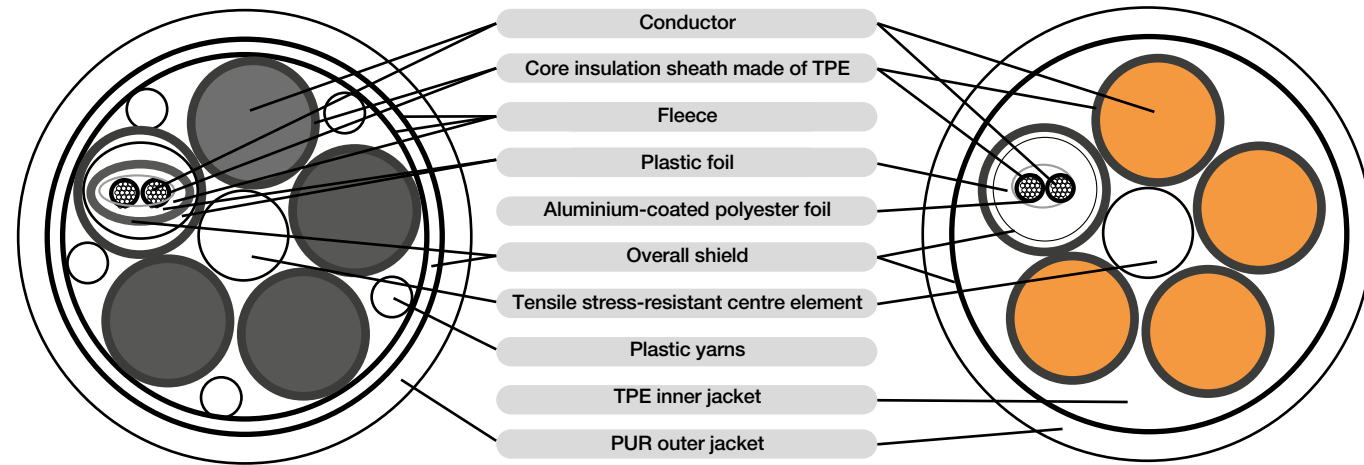 Conductor
Core insulation sheath made of TPE
Fleece
Plastic foil
Aluminium-coated polyester foil
Overall shield
Tensile stress-resistant centre element
Plastic yarns
TPE inner jacket
PUR outer jacket